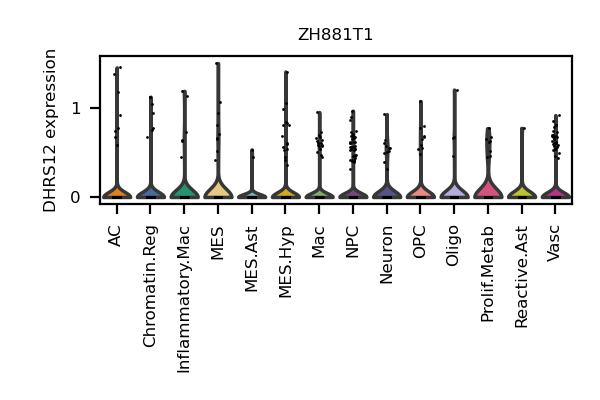 ZH881T1
DHRS12 expression
1
0
AC
Chromatin.Reg
Inflammatory.Mac
MES
MES.Ast
MES.Hyp
Mac
NPC
Neuron
OPC
Oligo
Prolif.Metab
Reactive.Ast
Vasc